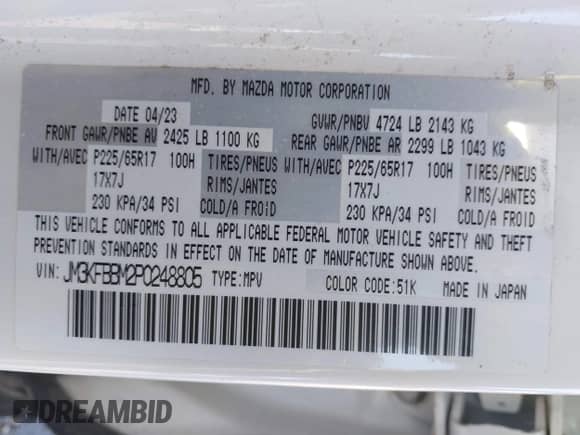 MFD. BY MAZDA MOTOR CORPORATION
DATE 04/23 GVWR/PNBV 4724 LB 2143 KG
FRONT GAWR/PNBE AV 2425 LB 1100 KG REAR GAWR/PNBE AR 2299 LB 1043 KG
WITH/AVEC P225/65R17 100H TIRES/PNEUS WITH/AVEC P225/65R17 100H TIRES/PNEUS
17X7J RIMS/JANTES 17X7J RIMS/JANTES
230 KPA/34 PSI COLD/A FROID 230 KPA/34 PSI COLD/A FROID
THIS VEHICLE CONFORMS TO ALL APPLICABLE FEDERAL MOTOR VEHICLE SAFETY AND THEFT
PREVENTION STANDARDS IN EFFECT ON THE DATE OF MANUFACTURE SHOWN ABOVE.
VIN: JM3KFBBM2P0248805 TYPE:MPV COLOR CODE:51K MADE IN JAPAN
DREAMBID